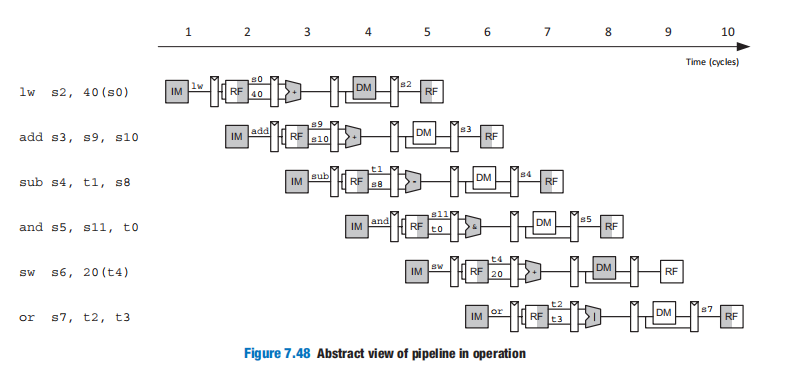 1 2 3 4 5 6 7 8 9 10
Time (cycles)
lw s2, 40(s0) IM lw RF s0 40 + DM s2 RF
add s3, s9, s10 IM add RF s9 s10 + DM s3 RF
sub s4, t1, s8 IM sub RF t1 s8 - DM s4 RF
and s5, s11, t0 IM and RF s11 t0 & DM s5 RF
sw s6, 20(t4) IM sw RF t4 20 + DM RF
or s7, t2, t3 IM or RF t2 t3 | DM s7 RF
Figure 7.48 Abstract view of pipeline in operation